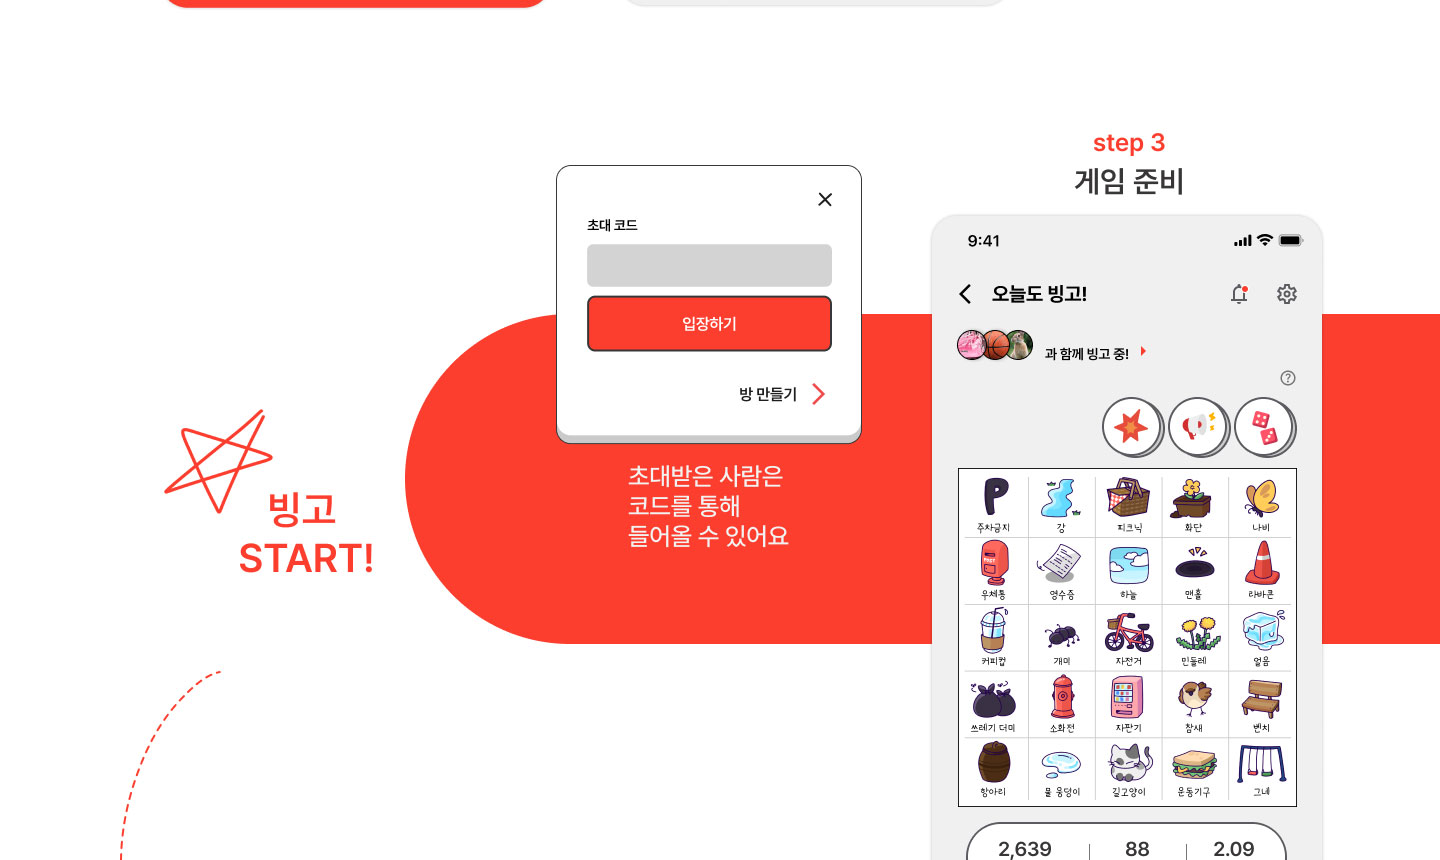 step 3
게임 준비
초대 코드
입장하기
방 만들기
초대받은 사람은
코드를 통해
들어올 수 있어요
빙고
START!
9:41
오늘도 빙고!
과 함께 빙고 중!
?
P
주차금지 강 피크닉 화단 나비
POST
우체통 영수증 하늘 맨홀 라바콘
커피컵 개미 자전거 민들레 얼음
쓰레기 더미 소화전 자판기 참새 벤치
항아리 물 웅덩이 길고양이 운동기구 그네
2,639 88 2.09